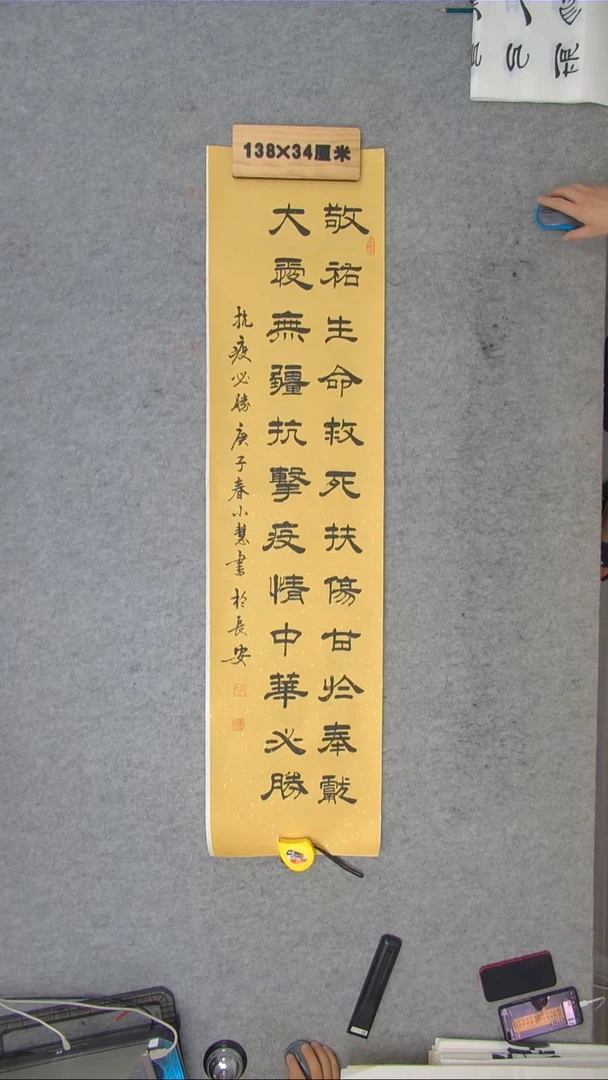 138×34厘米
敬祐生命救死扶傷甘於奉獻
大愛無疆抗擊疫情中華必勝
抗疫必勝庚子春小慧書於長安